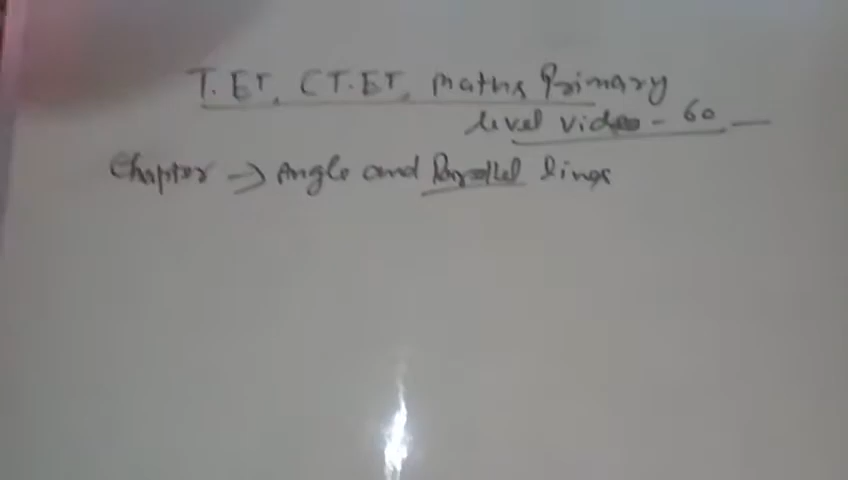 T.ET, CT.ET, Maths Primary
level video - 60
Chapter → Angle and Parallel lines